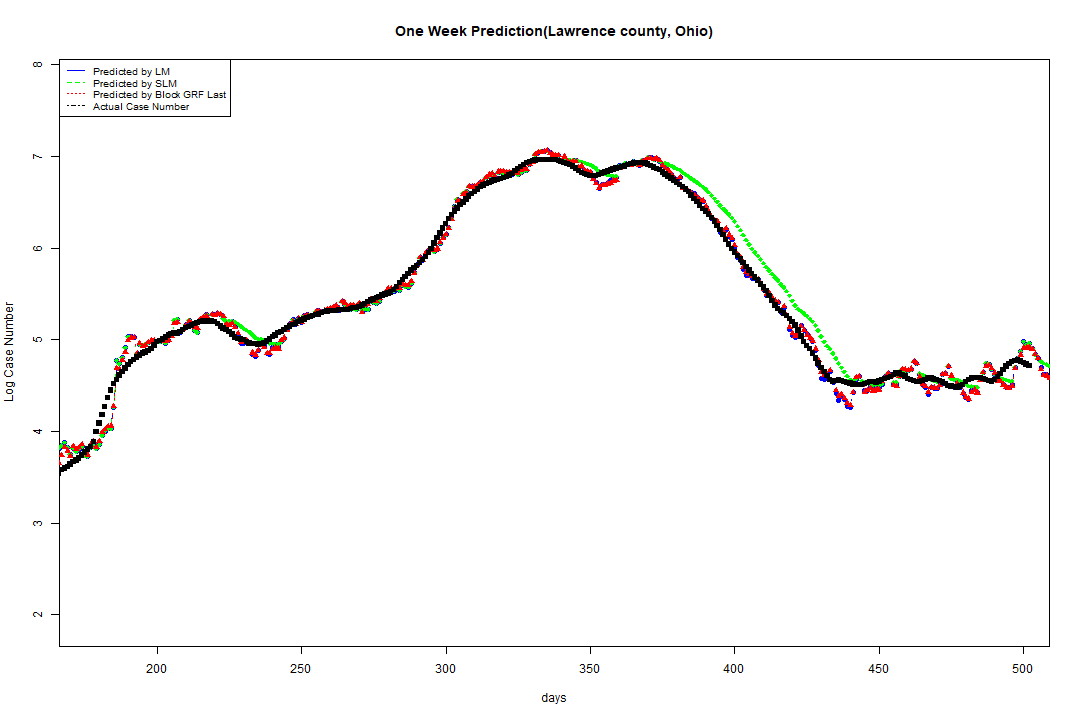 One Week Prediction(Lawrence county, Ohio)
Predicted by LM
Predicted by SLM
Predicted by Block GRF Last
Actual Case Number
Log Case Number
8
7
6
5
4
3
2
200 250 300 350 400 450 500
days